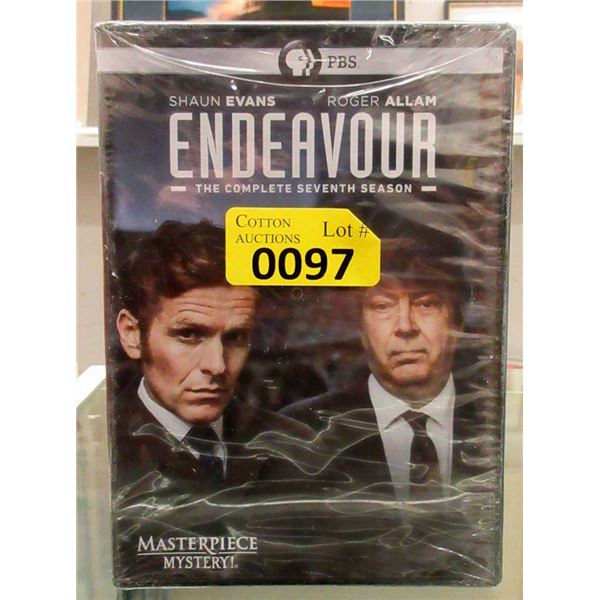 PBS
SHAUN EVANS ROGER ALLAM
ENDEAVOUR
THE COMPLETE SEVENTH SEASON
COTTON AUCTIONS Lot #
0097
MASTERPIECE
MYSTERY!